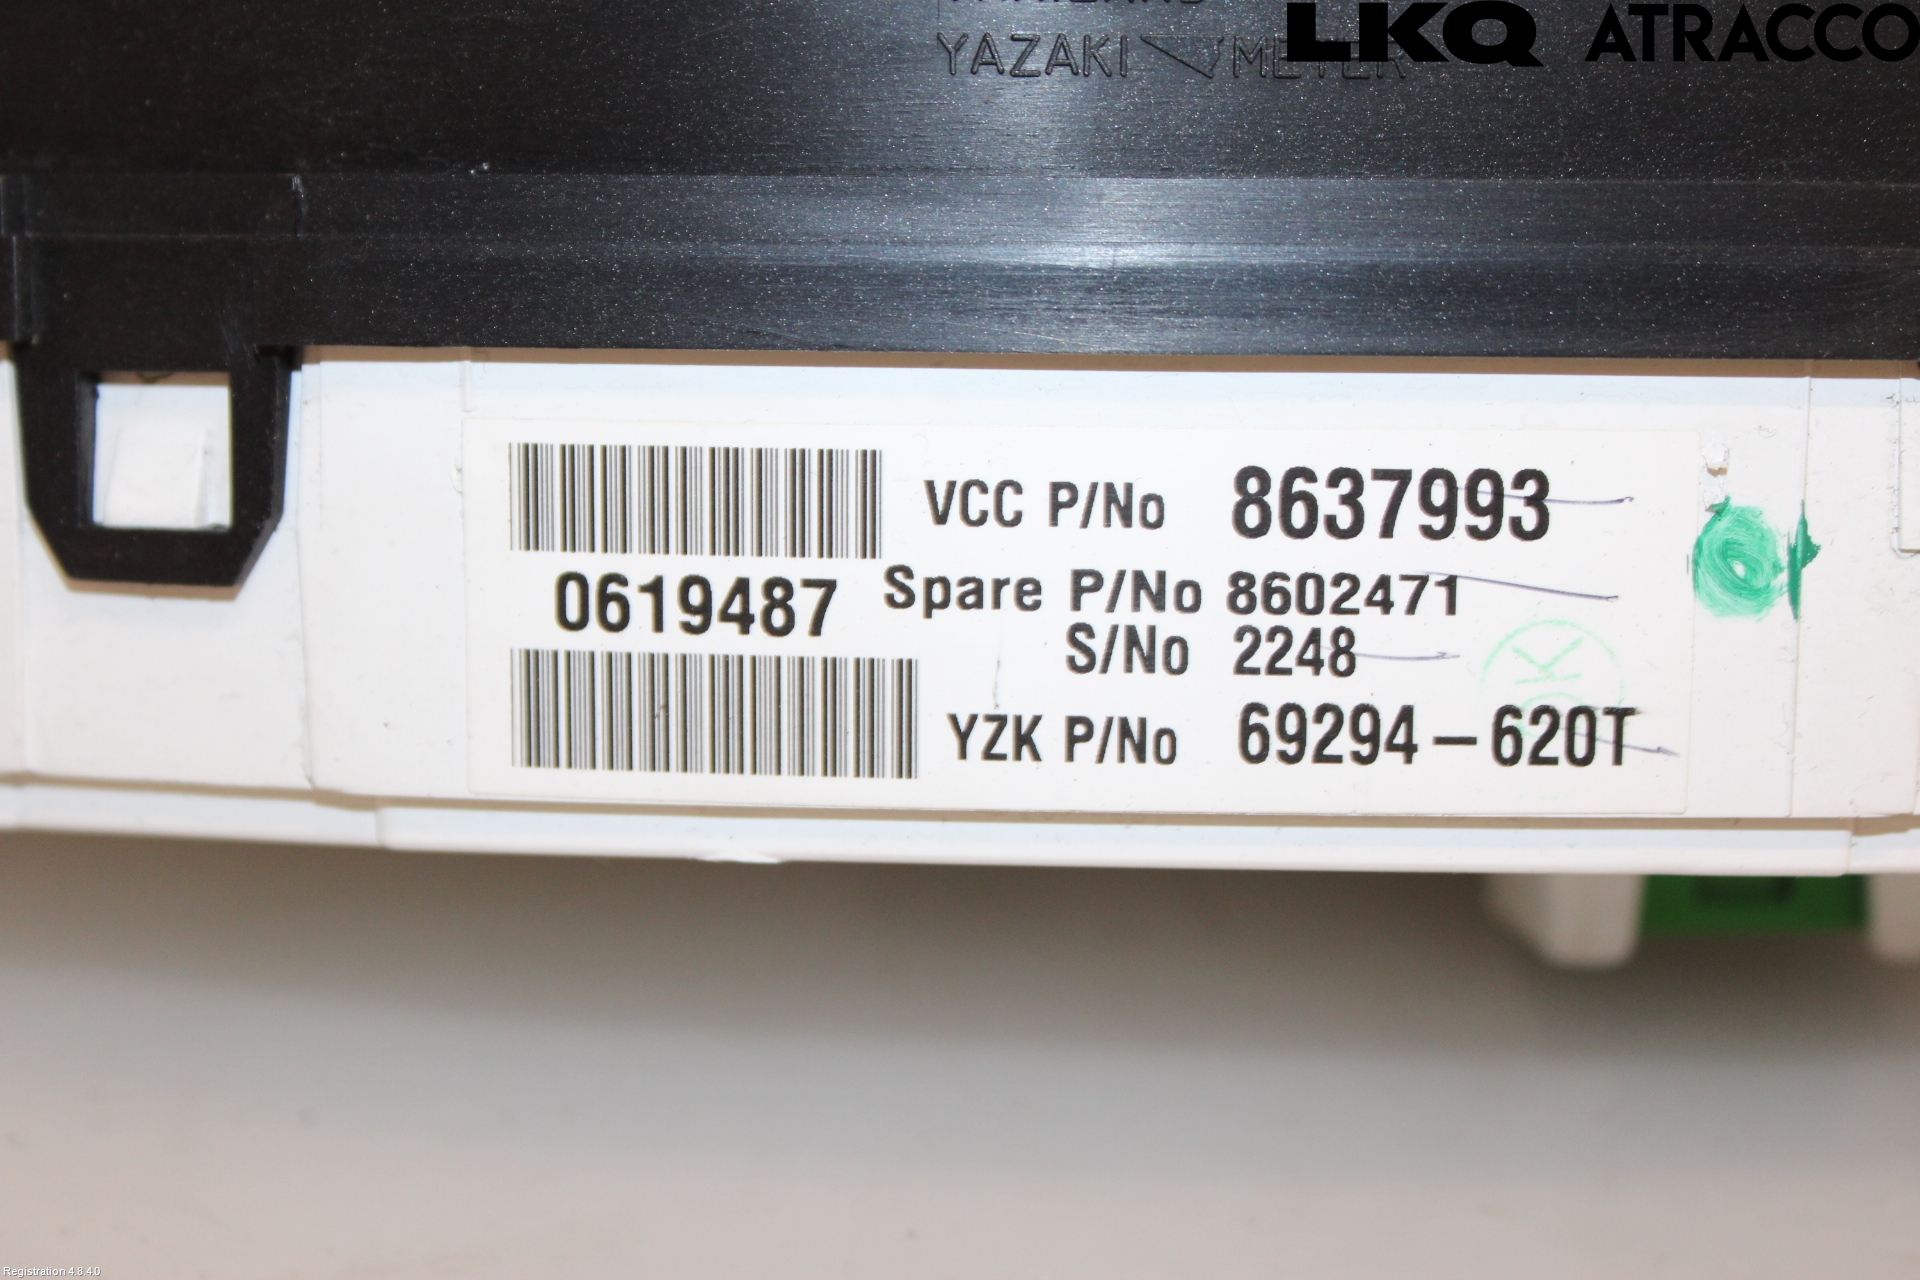 LKQ ATRACCO
YAZAKI METER
VCC P/No 8637993
0619487
Spare P/No 8602471
S/No 2248
YZK P/No 69294-620T
OK
Registration 4.8.4.0